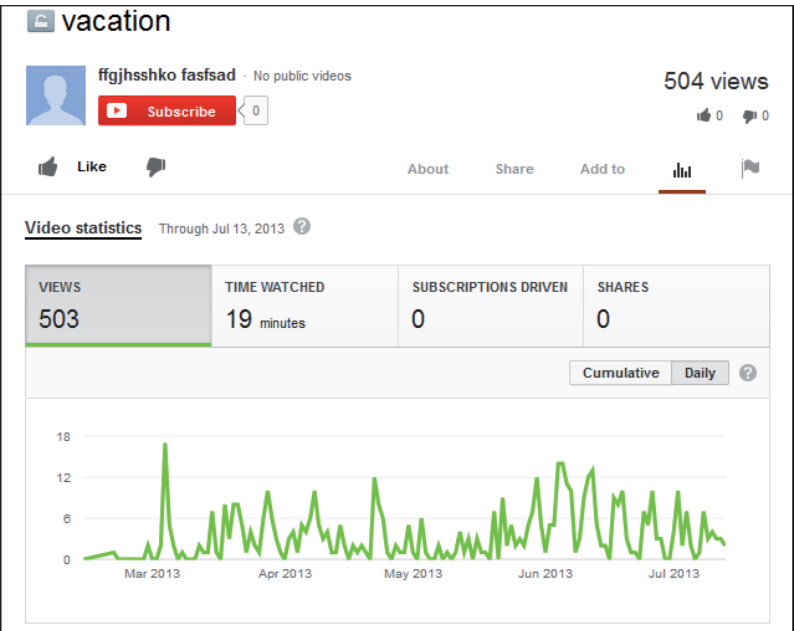 vacation
ffgjhsshko fasfsad · No public videos
Subscribe 0
504 views
0 0
Like
About Share Add to
Video statistics Through Jul 13, 2013 ?
VIEWS TIME WATCHED SUBSCRIPTIONS DRIVEN SHARES
503 19 minutes 0 0
Cumulative Daily ?
18
12
6
0
Mar 2013 Apr 2013 May 2013 Jun 2013 Jul 2013